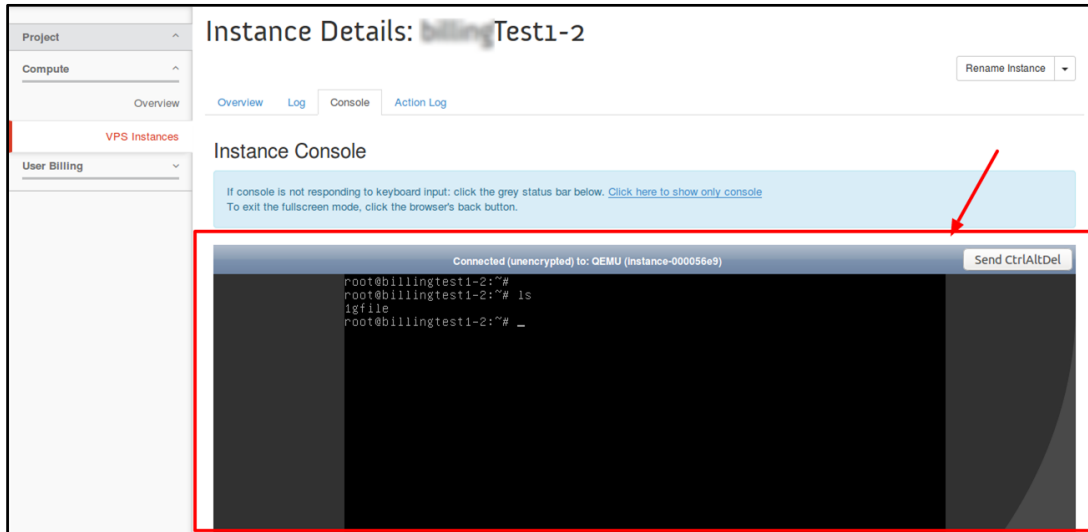 Project
Compute
Overview
VPS Instances
User Billing
Instance Details: Test1-2
Rename Instance
Overview Log Console Action Log
Instance Console
If console is not responding to keyboard input: click the grey status bar below. Click here to show only console
To exit the fullscreen mode, click the browser's back button.
Connected (unencrypted) to: QEMU (instance-000056e9)
Send CtrlAltDel
root@billingtest1-2:~#
root@billingtest1-2:~# ls
1gfile
root@billingtest1-2:~# _